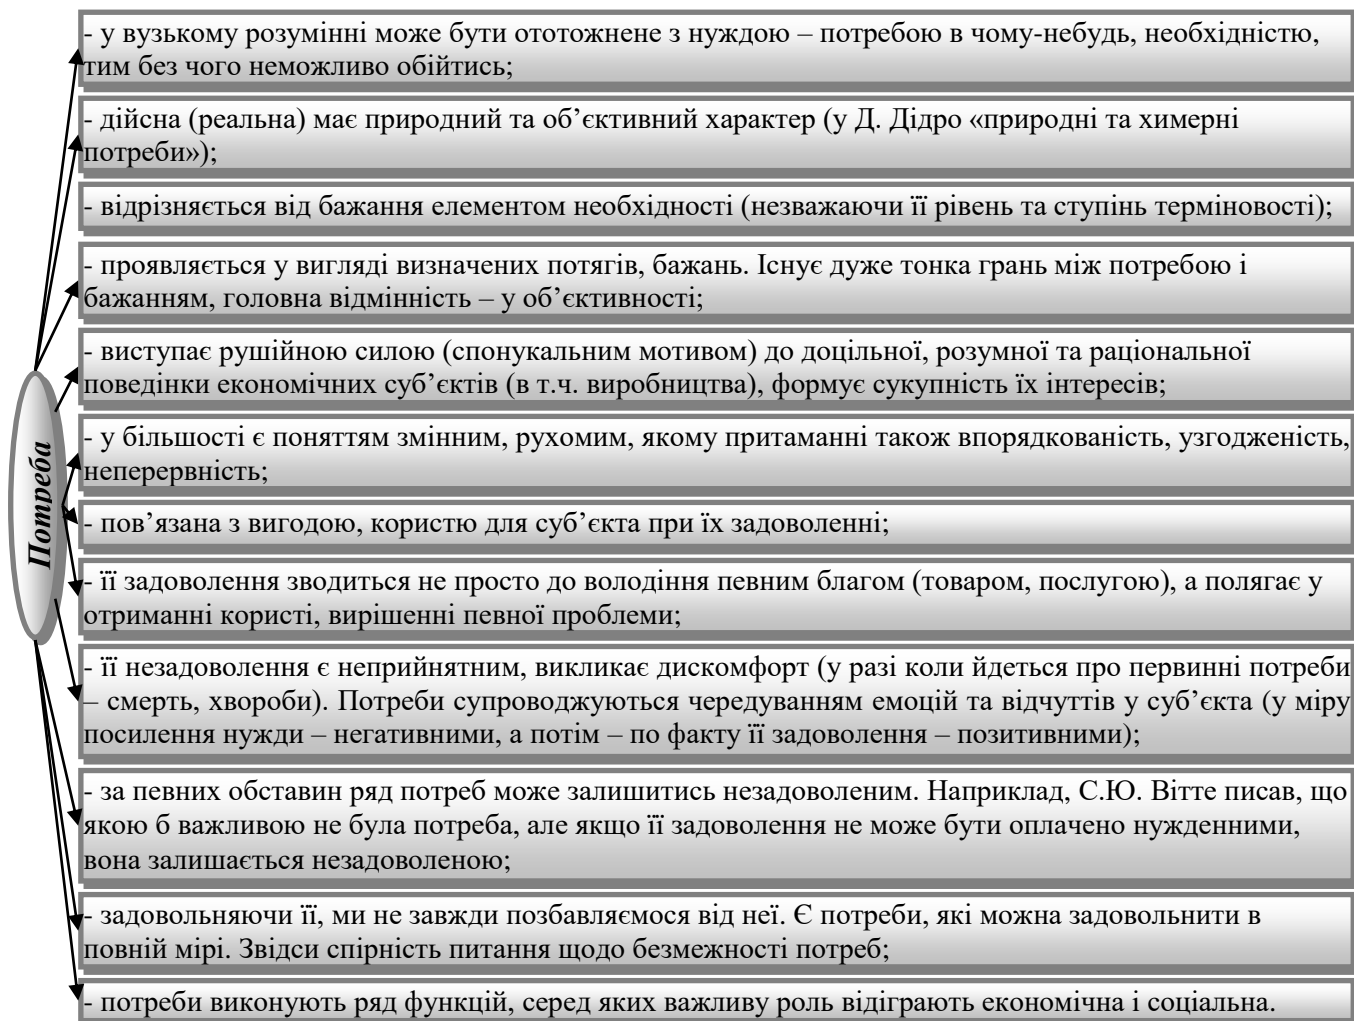 Потреба
- у вузькому розумінні може бути ототожнене з нуждою – потребою в чому-небудь, необхідністю,
тим без чого неможливо обійтись;
- дійсна (реальна) має природний та об’єктивний характер (у Д. Дідро «природні та химерні
потреби»);
- відрізняється від бажання елементом необхідності (незважаючи її рівень та ступінь терміновості);
- проявляється у вигляді визначених потягів, бажань. Існує дуже тонка грань між потребою і
бажанням, головна відмінність – у об’єктивності;
- виступає рушійною силою (спонукальним мотивом) до доцільної, розумної та раціональної
поведінки економічних суб’єктів (в т.ч. виробництва), формує сукупність їх інтересів;
- у більшості є поняттям змінним, рухомим, якому притаманні також впорядкованість, узгодженість,
неперервність;
- пов’язана з вигодою, користю для суб’єкта при їх задоволенні;
- її задоволення зводиться не просто до володіння певним благом (товаром, послугою), а полягає у
отриманні користі, вирішенні певної проблеми;
- її незадоволення є неприйнятним, викликає дискомфорт (у разі коли йдеться про первинні потреби
– смерть, хвороби). Потреби супроводжуються чередуванням емоцій та відчуттів у суб’єкта (у міру
посилення нужди – негативними, а потім – по факту її задоволення – позитивними);
- за певних обставин ряд потреб може залишитись незадоволеним. Наприклад, С.Ю. Вітте писав, що
якою б важливою не була потреба, але якщо її задоволення не може бути оплачено нужденними,
вона залишається незадоволеною;
- задовольняючи її, ми не завжди позбавляємося від неї. Є потреби, які можна задовольнити в
повній мірі. Звідси спірність питання щодо безмежності потреб;
- потреби виконують ряд функцій, серед яких важливу роль відіграють економічна і соціальна.